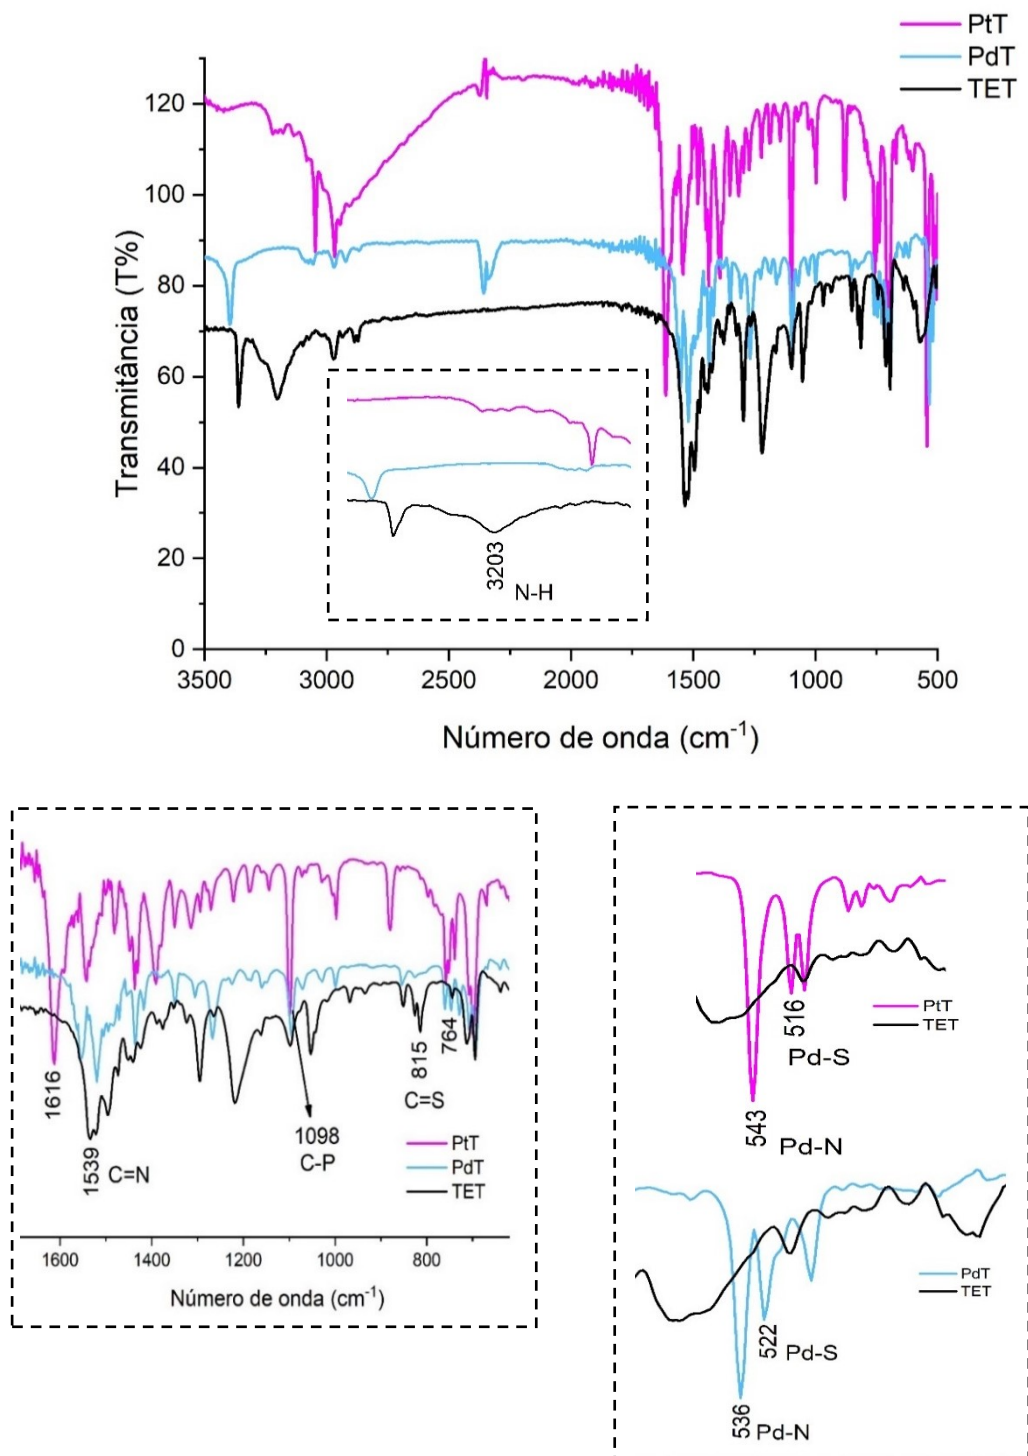 PtT
PdT
TET
120
100
80
60
40
20
0
Transmitância (T%)
3203
N-H
3500
3000
2500
2000
1500
1000
500
Número de onda (cm⁻¹)
1616
1539
C=N
1098
C-P
815
C=S
764
PtT
PdT
TET
1600
1400
1200
1000
800
Número de onda (cm⁻¹)
543
Pd-N
516
Pd-S
PtT
TET
536
Pd-N
522
Pd-S
PdT
TET